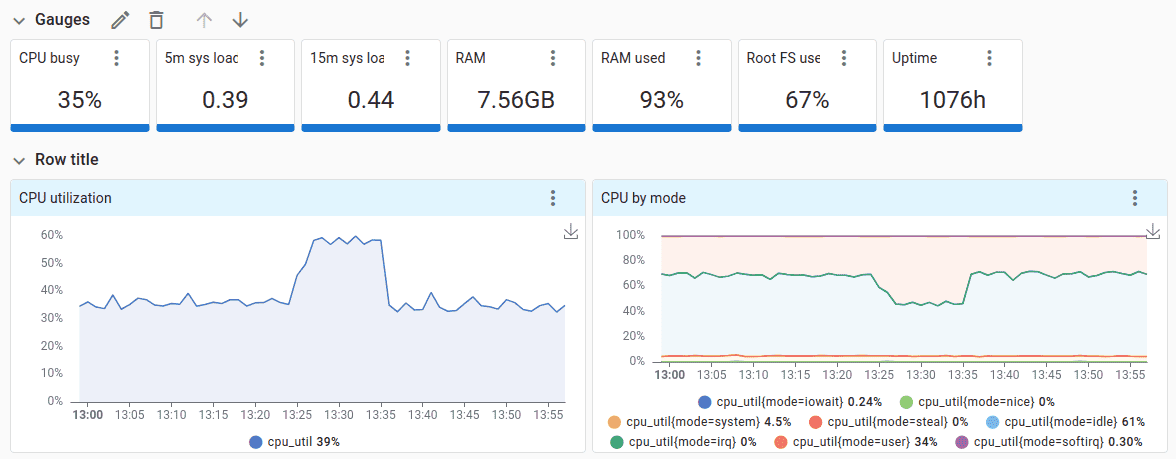 Gauges
CPU busy
5m sys load
15m sys loa
RAM
RAM used
Root FS use
Uptime
35%
0.39
0.44
7.56GB
93%
67%
1076h
Row title
CPU utilization
60%
50%
40%
30%
20%
10%
0%
13:00 13:05 13:10 13:15 13:20 13:25 13:30 13:35 13:40 13:45 13:50 13:55
cpu_util 39%
CPU by mode
100%
80%
60%
40%
20%
0%
13:00 13:05 13:10 13:15 13:20 13:25 13:30 13:35 13:40 13:45 13:50 13:55
cpu_util{mode=iowait} 0.24% cpu_util{mode=nice} 0%
cpu_util{mode=system} 4.5% cpu_util{mode=steal} 0% cpu_util{mode=idle} 61%
cpu_util{mode=irq} 0% cpu_util{mode=user} 34% cpu_util{mode=softirq} 0.30%